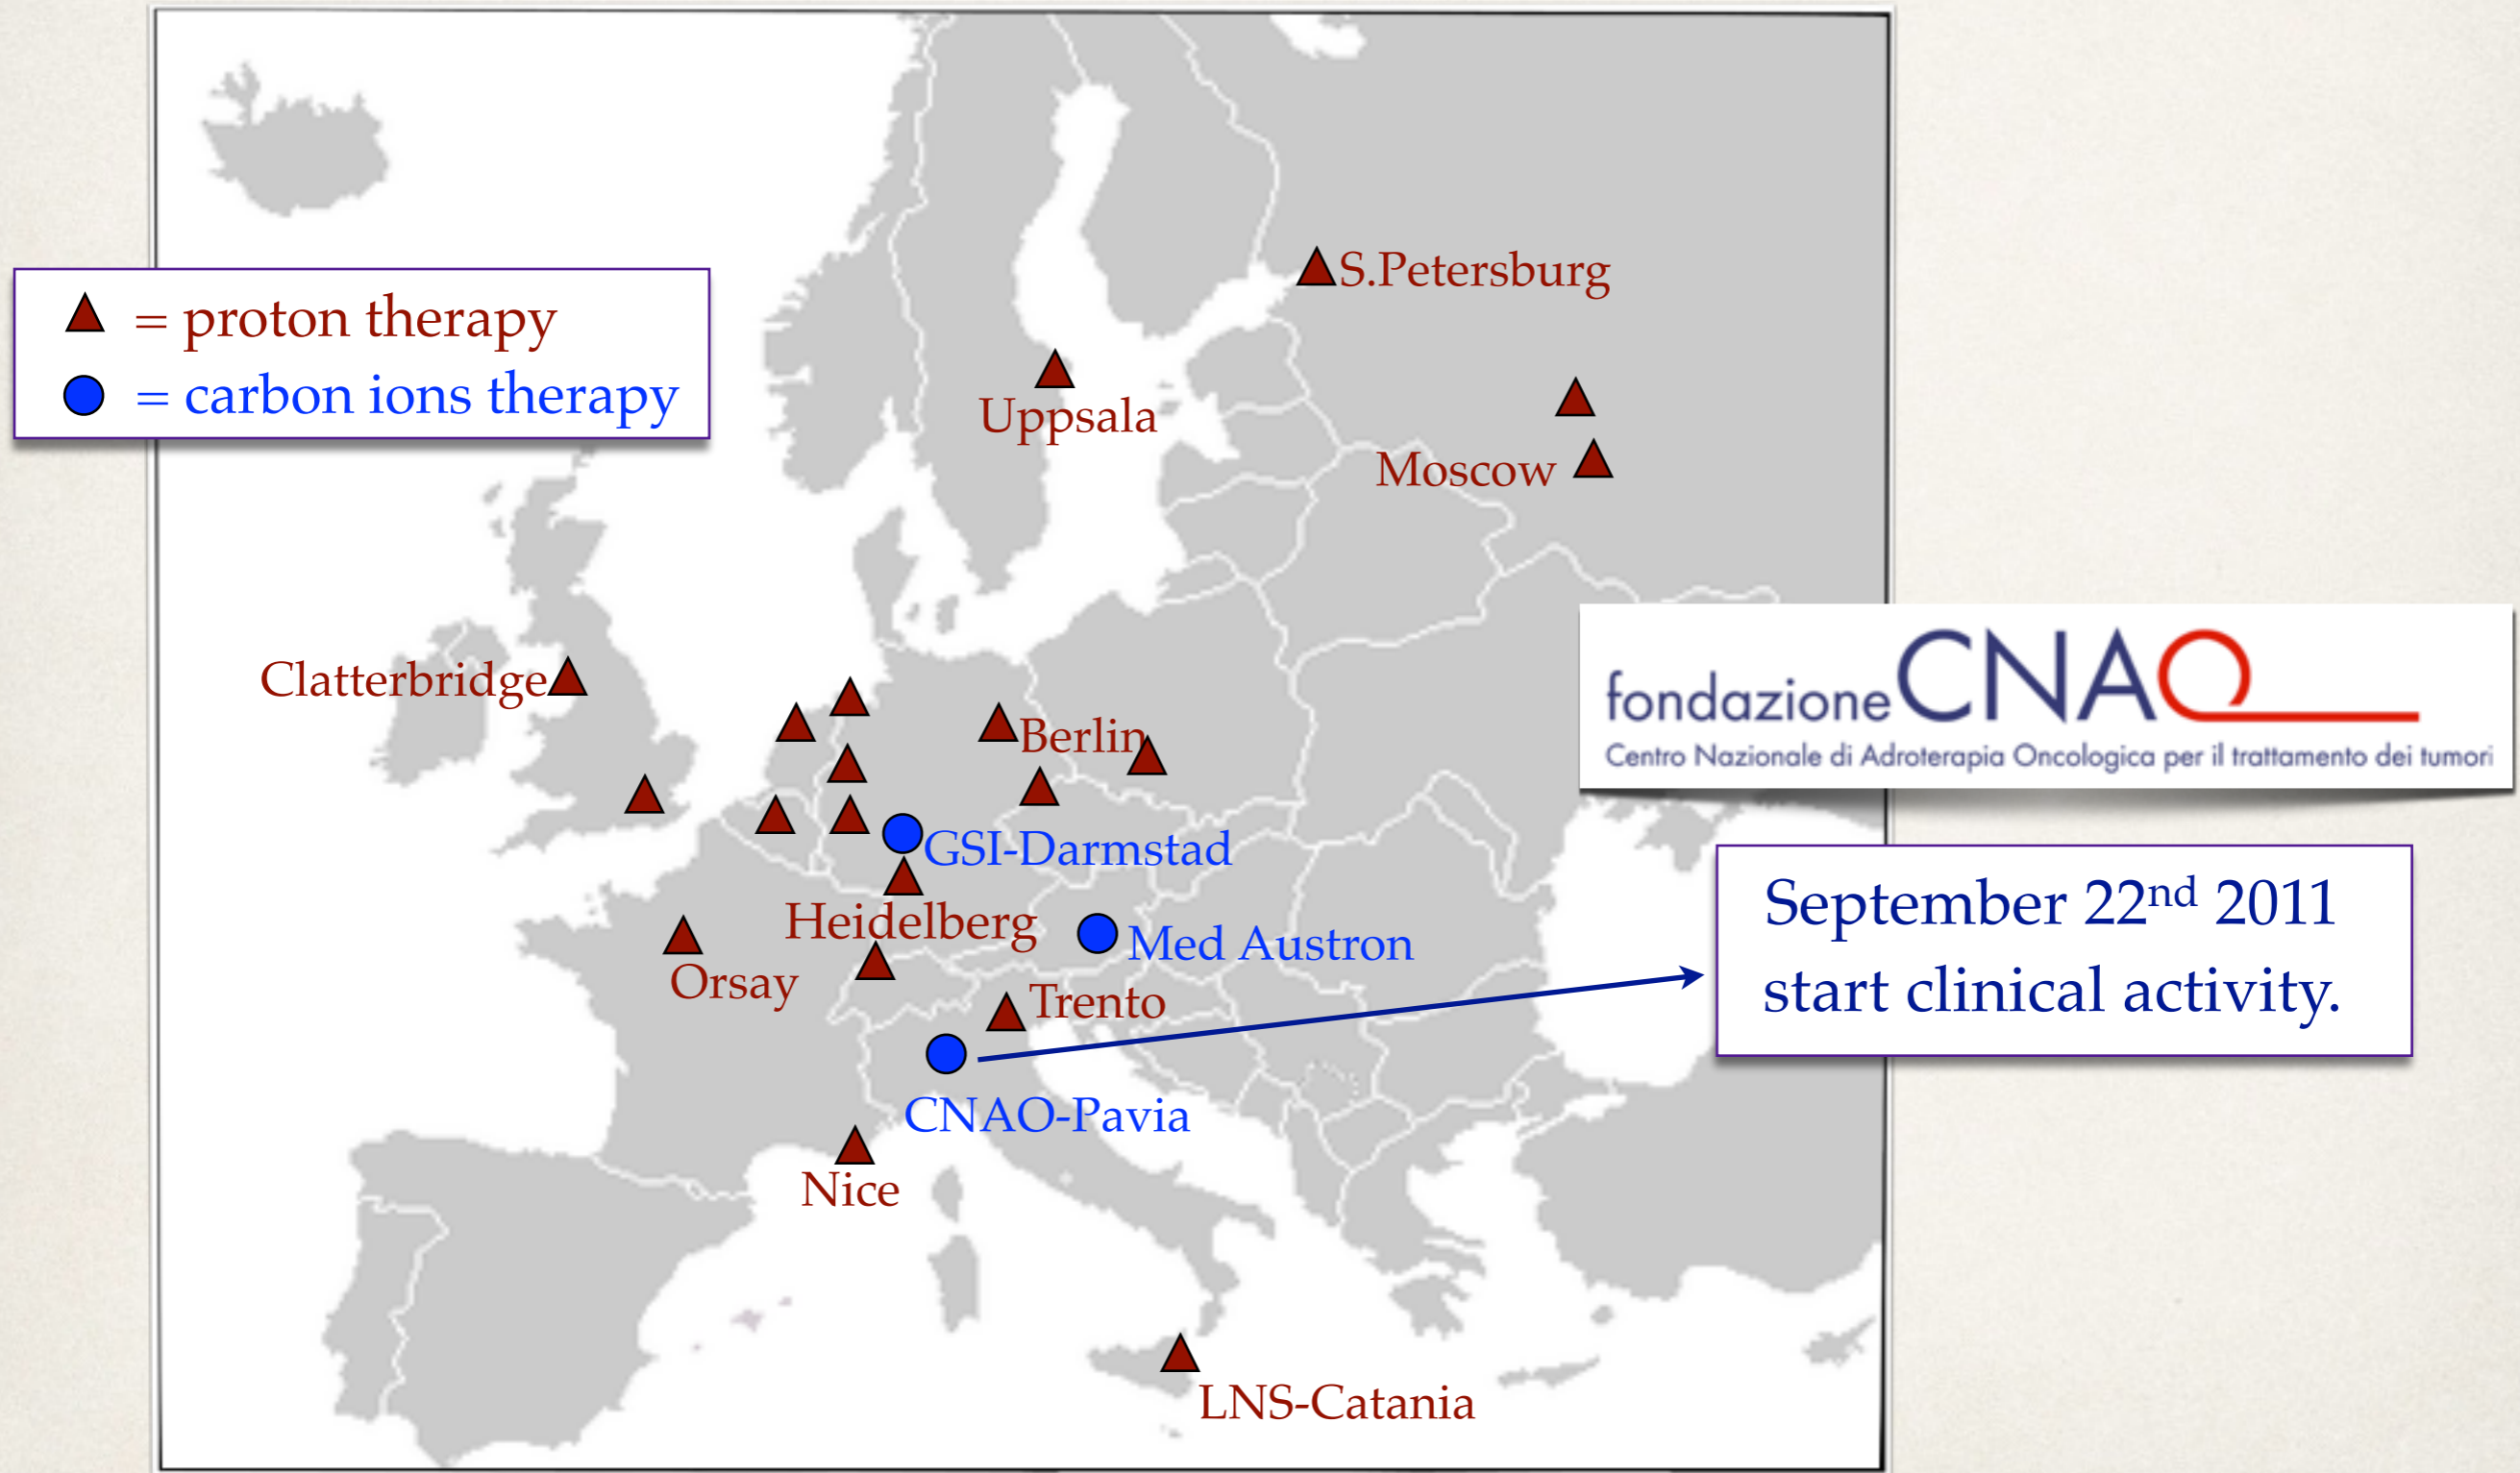 S.Petersburg
= proton therapy
= carbon ions therapy
Uppsala
Moscow
Clatterbridge
Berlin
fondazione CNAO
Centro Nazionale di Adroterapia Oncologica per il trattamento dei tumori
GSI-Darmstad
Heidelberg
Med Austron
September 22nd 2011
start clinical activity.
Orsay
Trento
CNAO-Pavia
Nice
LNS-Catania